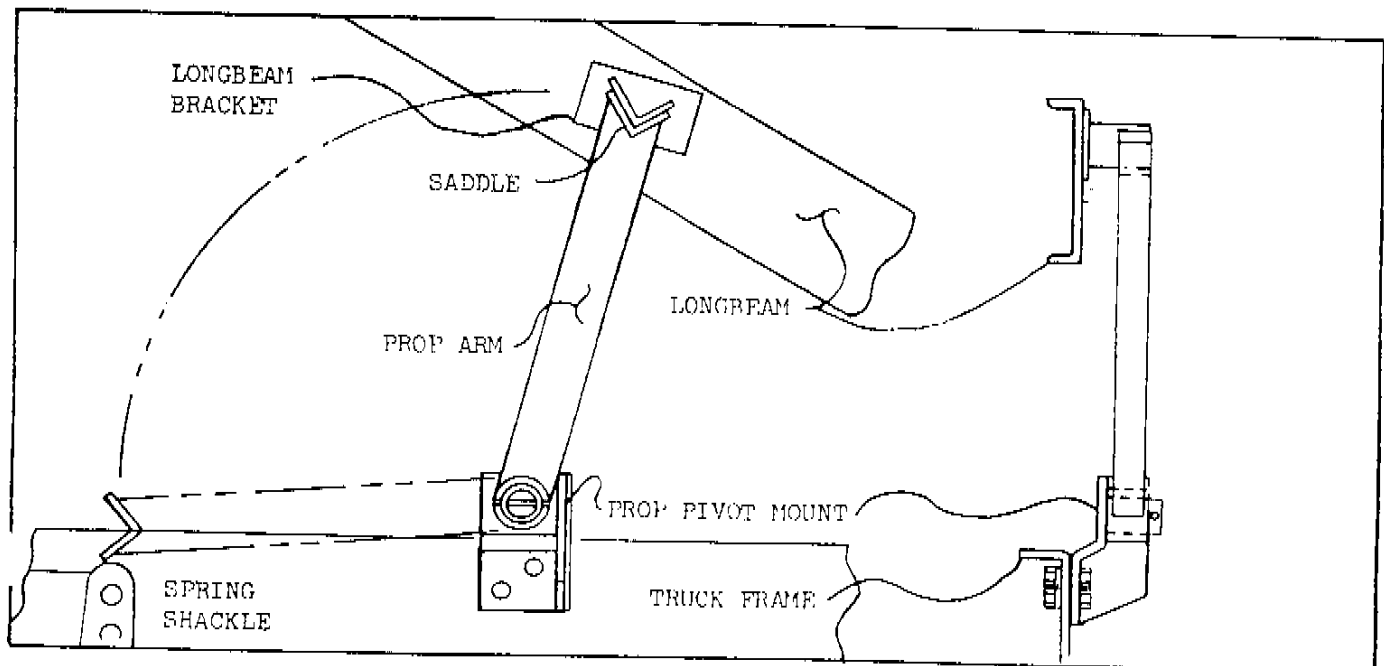 LONGBEAM
BRACKET
SADDLE
LONGBEAM
PROP ARM
PROP PIVOT MOUNT
SPRING
SHACKLE
TRUCK FRAME